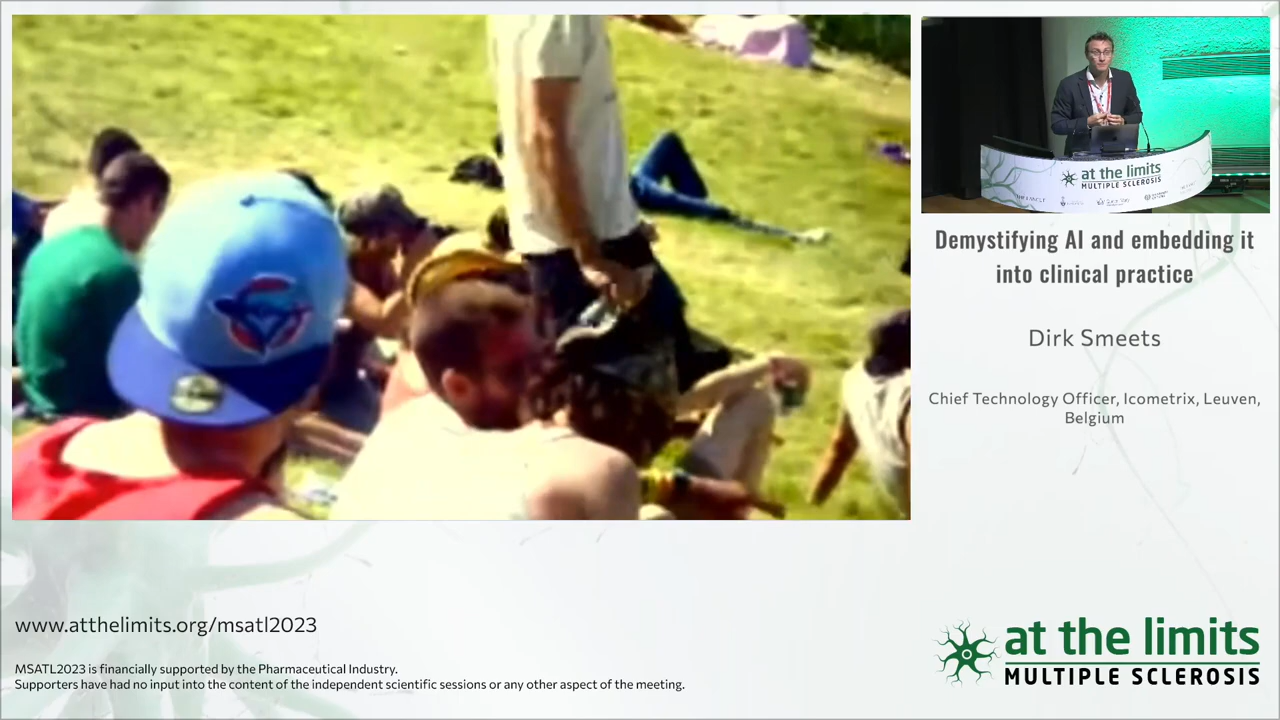 at the limits
MULTIPLE SCLEROSIS
Demystifying AI and embedding it
into clinical practice
Dirk Smeets
Chief Technology Officer, Icometrix, Leuven,
Belgium
www.atthelimits.org/msatl2023
MSATL2023 is financially supported by the Pharmaceutical Industry.
Supporters have had no input into the content of the independent scientific sessions or any other aspect of the meeting.
at the limits
MULTIPLE SCLEROSIS